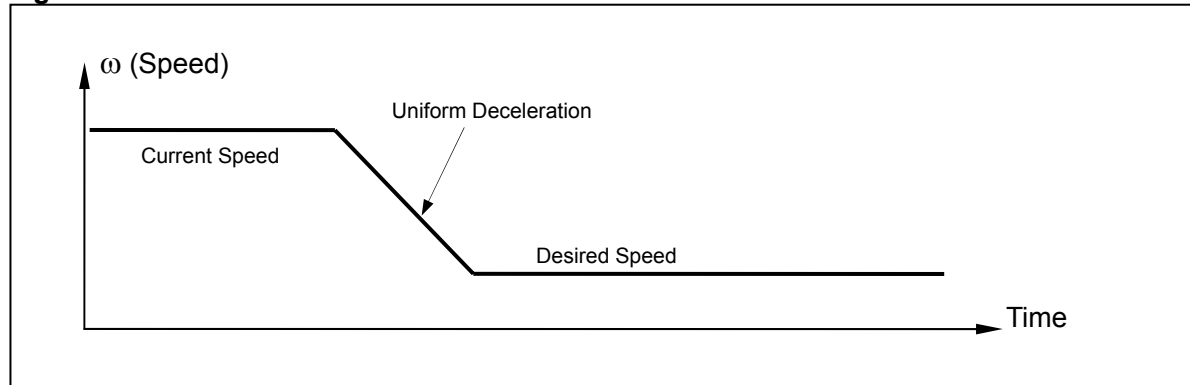 ω (Speed)
Uniform Deceleration
Current Speed
Desired Speed
Time